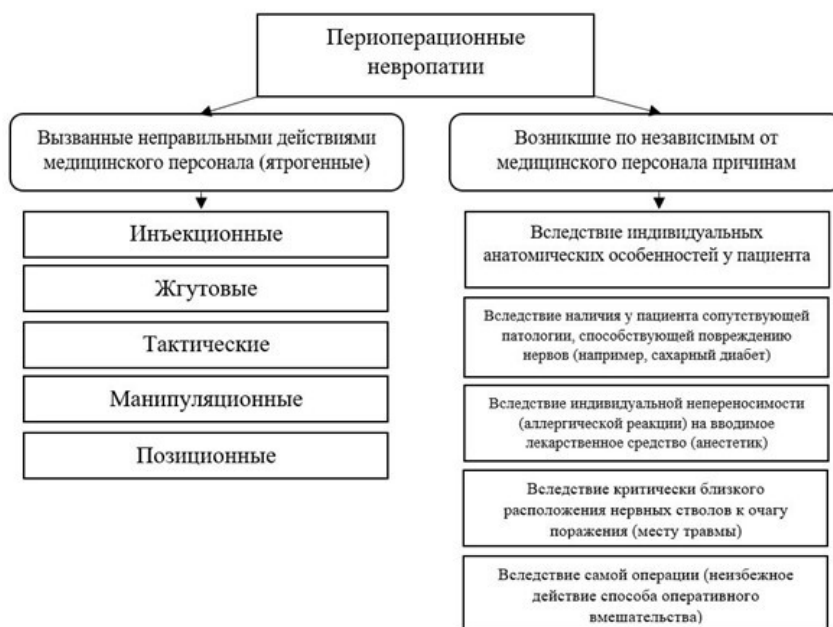 Периоперационные
невропатии
Вызванные неправильными действиями
медицинского персонала (ятрогенные)
Инъекционные
Жгутовые
Тактические
Манипуляционные
Позиционные
Возникшие по независимым от
медицинского персонала причинам
Вследствие индивидуальных
анатомических особенностей у пациента
Вследствие наличия у пациента сопутствующей
патологии, способствующей повреждению
нервов (например, сахарный диабет)
Вследствие индивидуальной непереносимости
(аллергической реакции) на вводимое
лекарственное средство (анестетик)
Вследствие критически близкого
расположения нервных стволов к очагу
поражения (месту травмы)
Вследствие самой операции (неизбежное
действие способа оперативного
вмешательства)